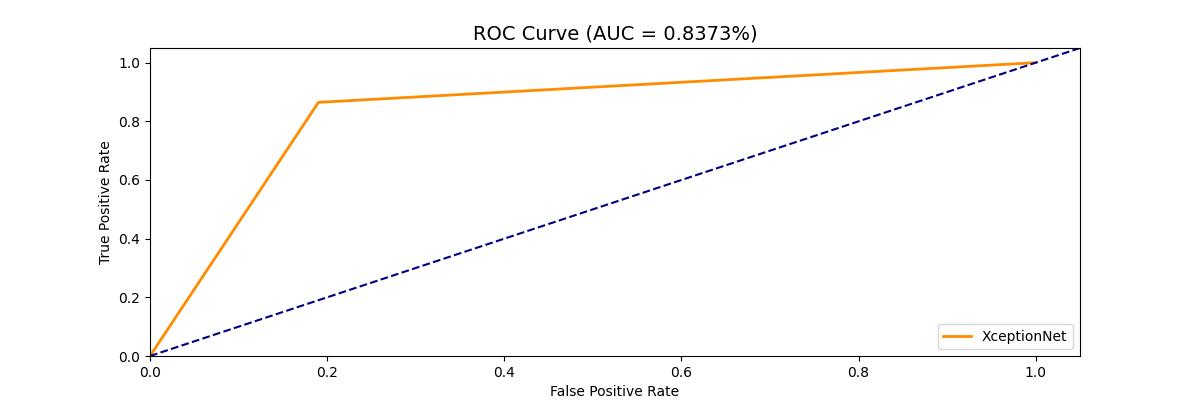 ROC Curve (AUC = 0.8373%)
1.0
0.8
0.6
0.4
0.2
0.0
True Positive Rate
XceptionNet
0.0 0.2 0.4 0.6 0.8 1.0
False Positive Rate